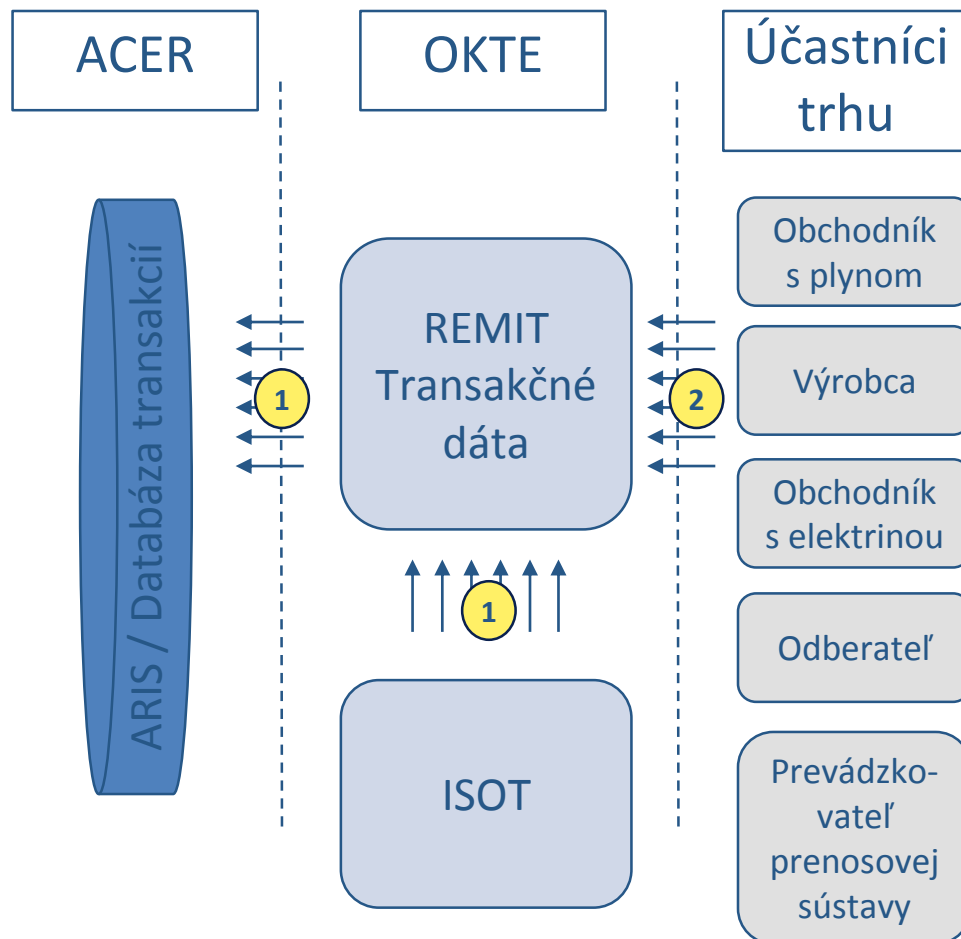 ACER
OKTE
Účastníci
trhu
ARIS / Databáza transakcií
1
REMIT
Transakčné
dáta
2
1
ISOT
Obchodník
s plynom
Výrobca
Obchodník
s elektrinou
Odberateľ
Prevádzko-
vateľ
prenosovej
sústavy